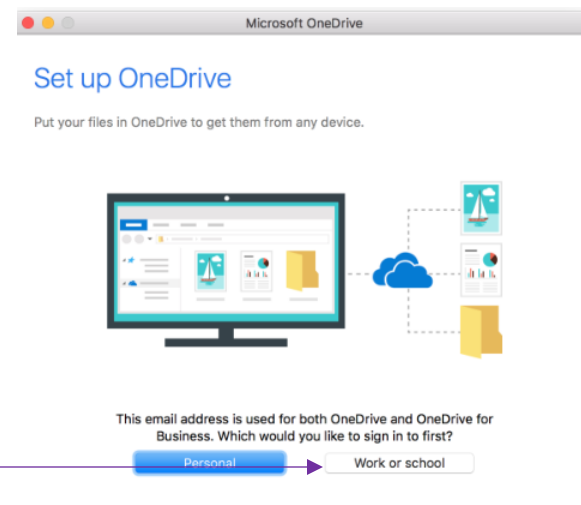 Microsoft OneDrive
Set up OneDrive
Put your files in OneDrive to get them from any device.
This email address is used for both OneDrive and OneDrive for
Business. Which would you like to sign in to first?
Personal
Work or school